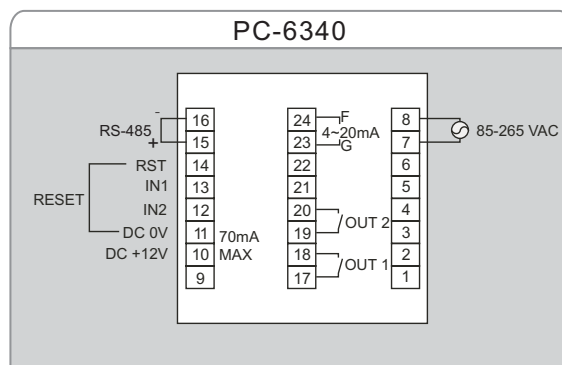 PC-6340
- 16 24 F 8
RS-485 4~20mA 85-265 VAC
+ 15 23 G 7
RST 14 22 6
IN1 13 21 5
RESET
IN2 12 20 4
OUT 2
DC 0V 11 70mA 19 3
DC +12V 10 MAX 18 2
OUT 1
9 17 1